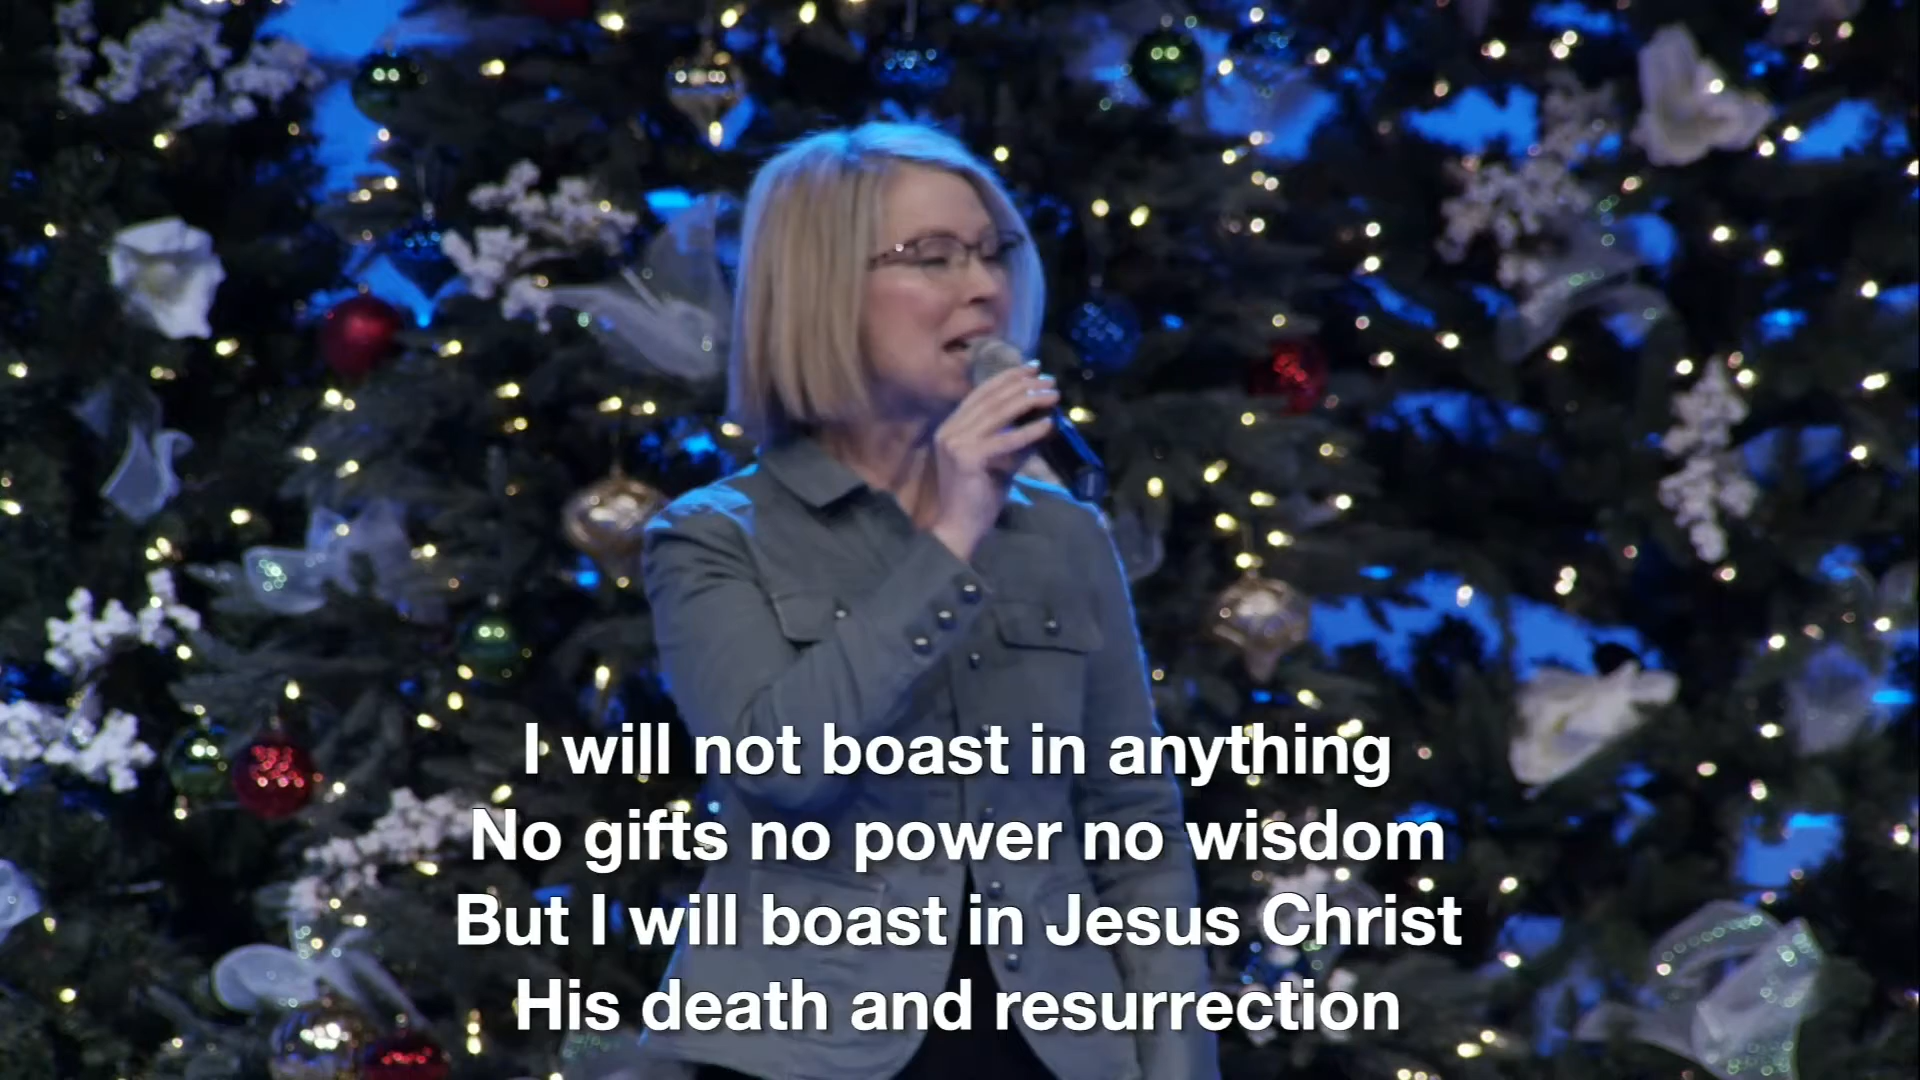 I will not boast in anything
No gifts no power no wisdom
But I will boast in Jesus Christ
His death and resurrection